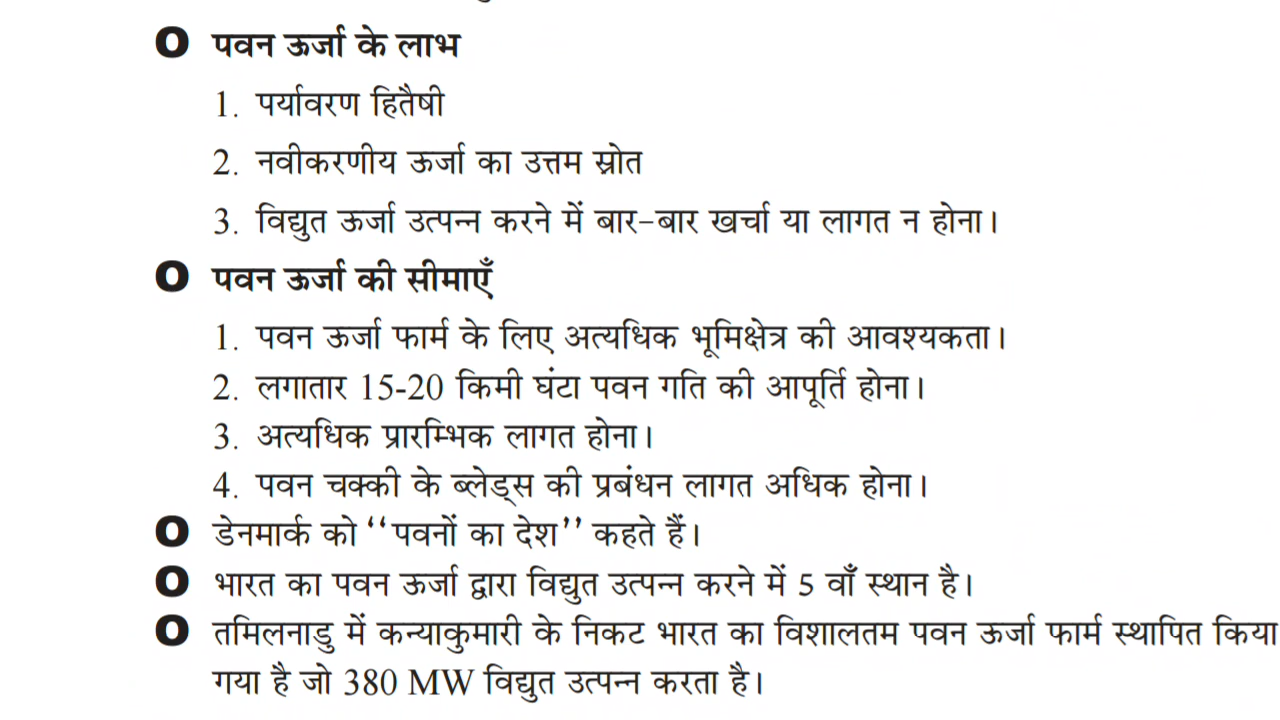 O पवन ऊर्जा के लाभ
1. पर्यावरण हितैषी
2. नवीकरणीय ऊर्जा का उत्तम स्रोत
3. विद्युत ऊर्जा उत्पन्न करने में बार-बार खर्चा या लागत न होना।
O पवन ऊर्जा की सीमाएँ
1. पवन ऊर्जा फार्म के लिए अत्यधिक भूमिक्षेत्र की आवश्यकता।
2. लगातार 15-20 किमी घंटा पवन गति की आपूर्ति होना।
3. अत्यधिक प्रारम्भिक लागत होना।
4. पवन चक्की के ब्लेड्स की प्रबंधन लागत अधिक होना।
O डेनमार्क को ‘‘पवनों का देश’’ कहते हैं।
O भारत का पवन ऊर्जा द्वारा विद्युत उत्पन्न करने में 5 वाँ स्थान है।
O तमिलनाडु में कन्याकुमारी के निकट भारत का विशालतम पवन ऊर्जा फार्म स्थापित किया
गया है जो 380 MW विद्युत उत्पन्न करता है।